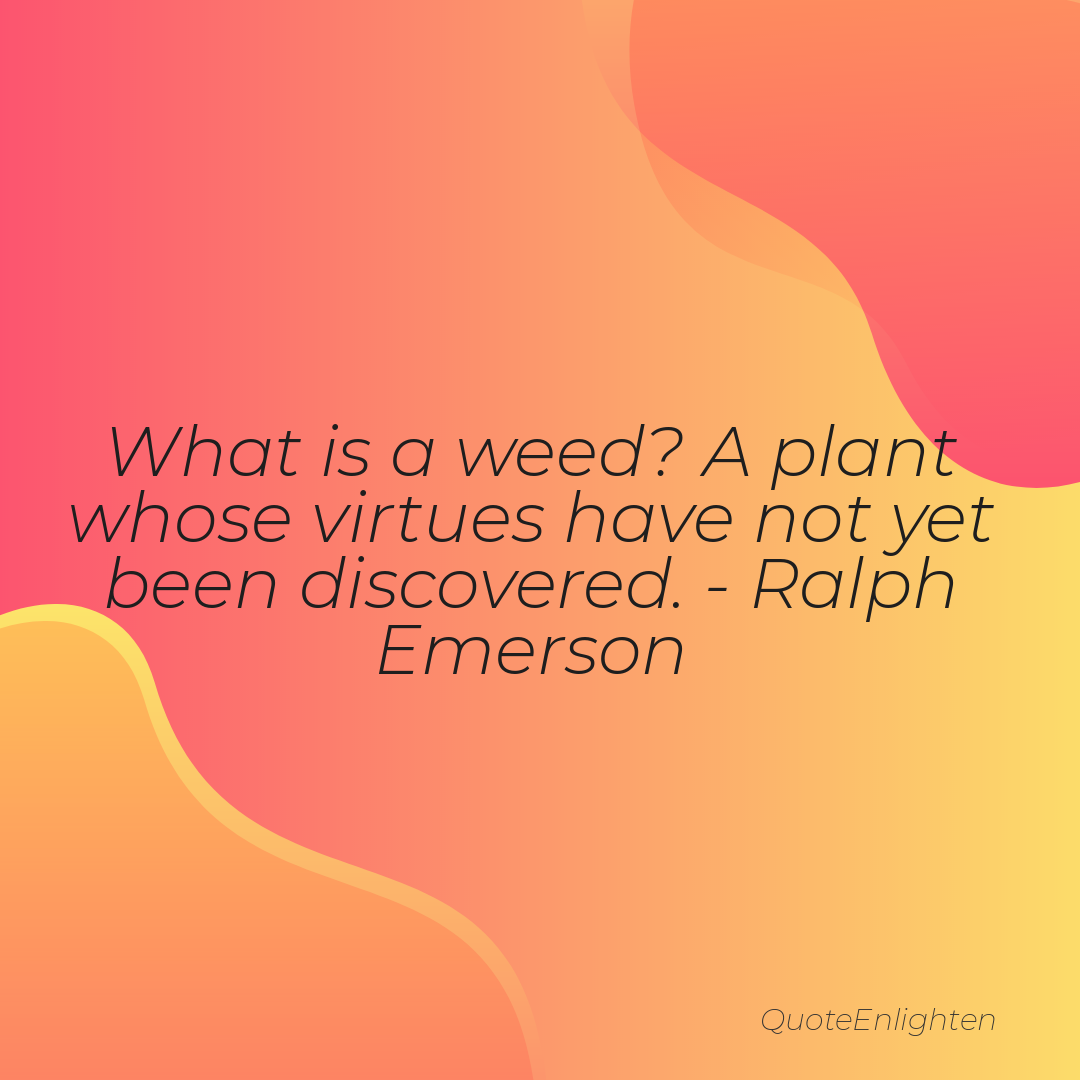 What is a weed? A plant
whose virtues have not yet
been discovered. - Ralph
Emerson
QuoteEnlighten